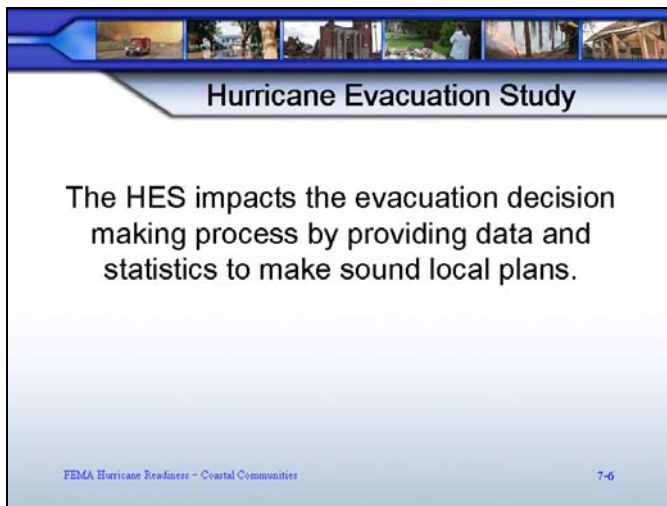 Hurricane Evacuation Study
The HES impacts the evacuation decision
making process by providing data and
statistics to make sound local plans.
FEMA Hurricane Readiness – Coastal Communities
7-6